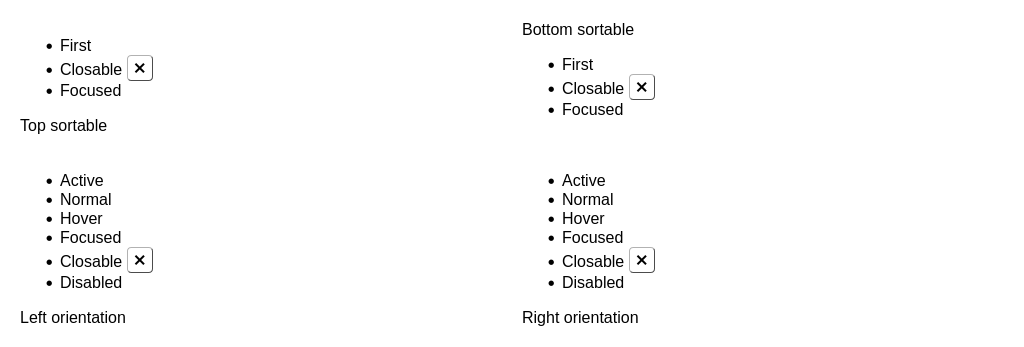 • First
• Closable ✕
• Focused
Top sortable
Bottom sortable
• First
• Closable ✕
• Focused
• Active
• Normal
• Hover
• Focused
• Closable ✕
• Disabled
Left orientation
• Active
• Normal
• Hover
• Focused
• Closable ✕
• Disabled
Right orientation